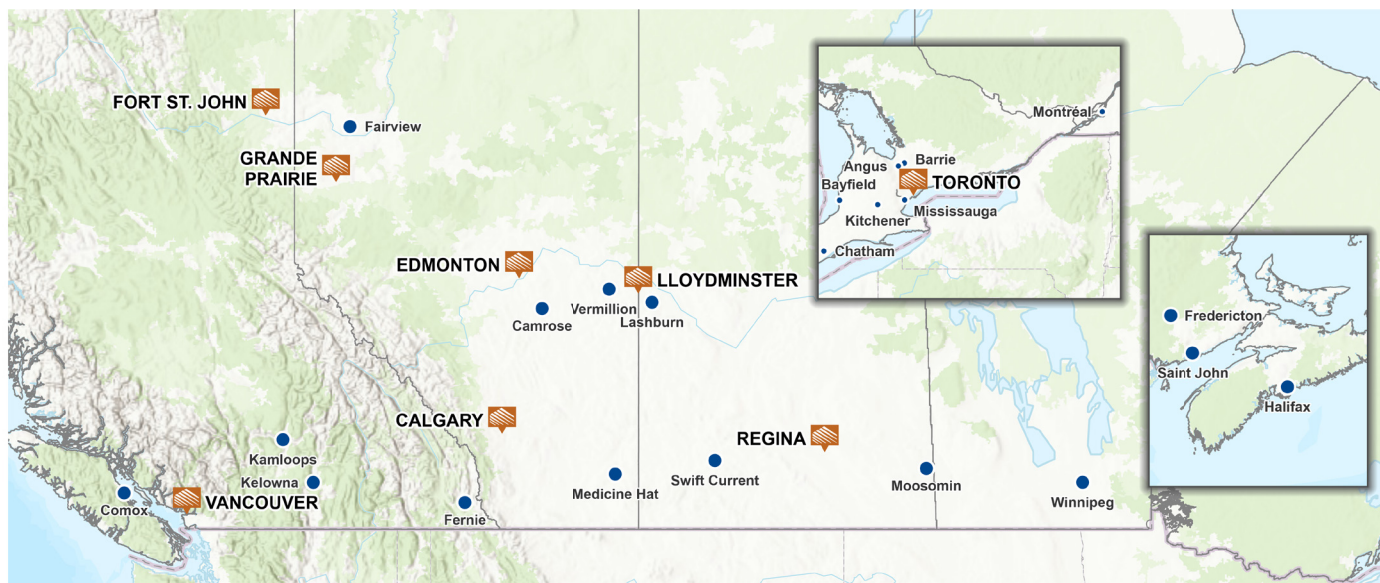 FORT ST. JOHN
Fairview
GRANDE
PRAIRIE
EDMONTON
LLOYDMINSTER
Vermillion
Lashburn
Camrose
CALGARY
REGINA
Kamloops
Kelowna
VANCOUVER
Comox
Fernie
Medicine Hat
Swift Current
Moosomin
Winnipeg
Montréal
Barrie
Angus
TORONTO
Bayfield
Mississauga
Kitchener
Chatham
Fredericton
Saint John
Halifax